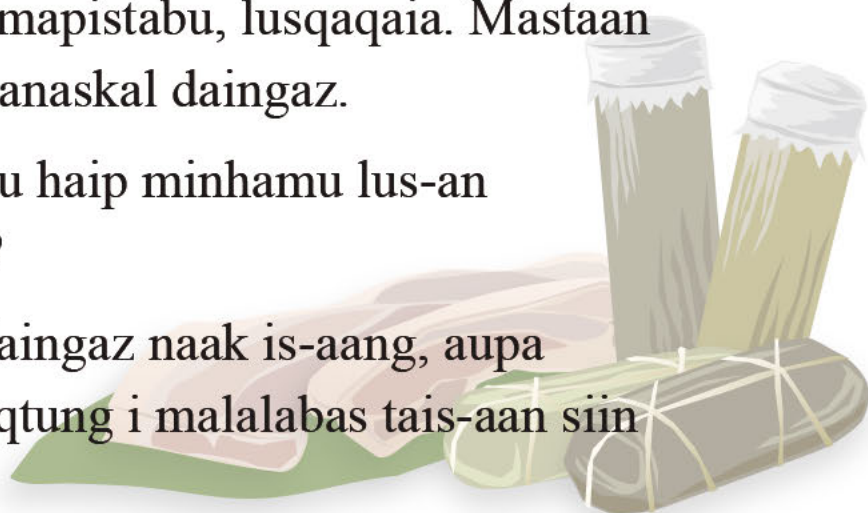 mapistabu, lusqaqaia. Mastaan
anaskal daingaz.
u haip minhamu lus-an
?
aingaz naak is-aang, aupa
qtung i malalabas tais-aan siin